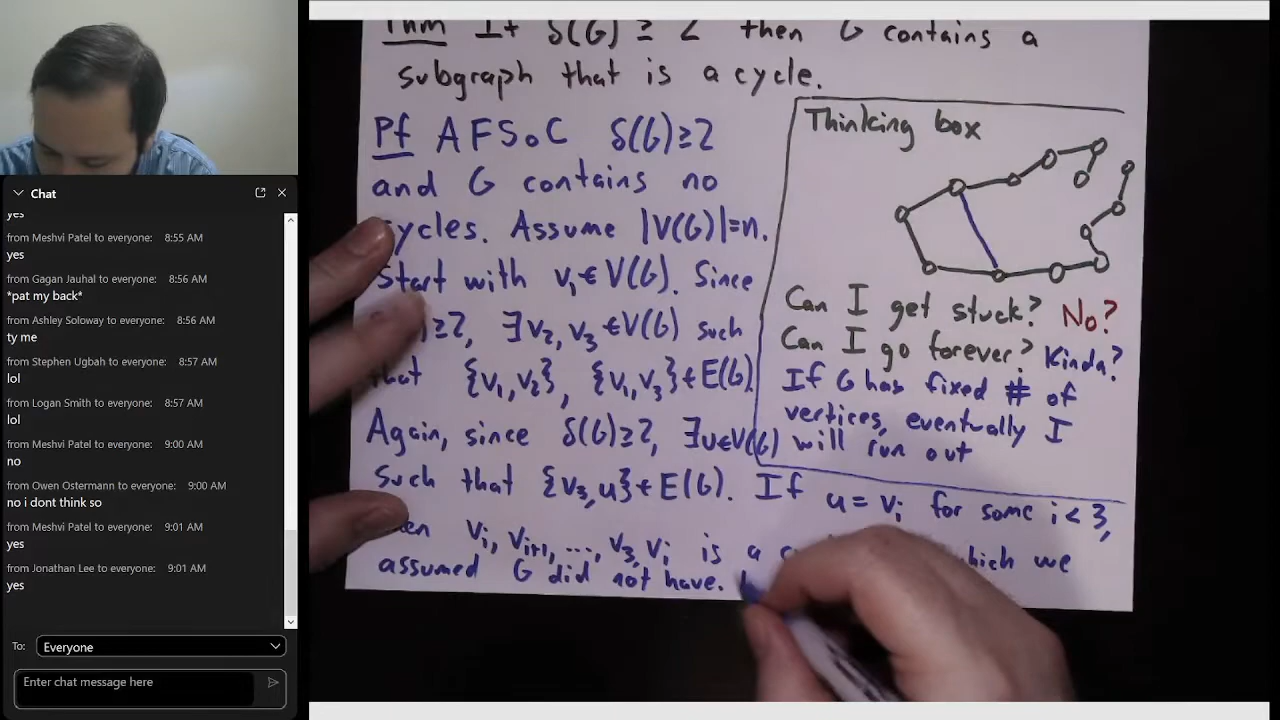 Thm If δ(G) ≥ 2 then G contains a
subgraph that is a cycle.
Pf AFSoC δ(G)≥2
and G contains no
cycles. Assume |V(G)|=n.
Start with v₁∈V(G). Since
≥2, ∃v₂, v₃∈V(G) such
that {v₁,v₂}, {v₁,v₃}∈E(G).
Again, since δ(G)≥2, ∃u∈V(G)
such that {v₃,u}∈E(G). If u = vᵢ for some i<3,
vᵢ, vᵢ₊₁, ..., v₃, vᵢ is a which we
assumed G did not have.
Thinking box
Can I get stuck? No?
Can I go forever? Kinda?
If G has fixed # of
vertices, eventually I
will run out
Chat
yes
from Meshvi Patel to everyone: 8:55 AM
yes
from Gagan Jauhal to everyone: 8:56 AM
*pat my back*
from Ashley Soloway to everyone: 8:56 AM
ty me
from Stephen Ugbah to everyone: 8:57 AM
lol
from Logan Smith to everyone: 8:57 AM
lol
from Meshvi Patel to everyone: 9:00 AM
no
from Owen Ostermann to everyone: 9:00 AM
no i dont think so
from Meshvi Patel to everyone: 9:01 AM
yes
from Jonathan Lee to everyone: 9:01 AM
yes
To: Everyone
Enter chat message here